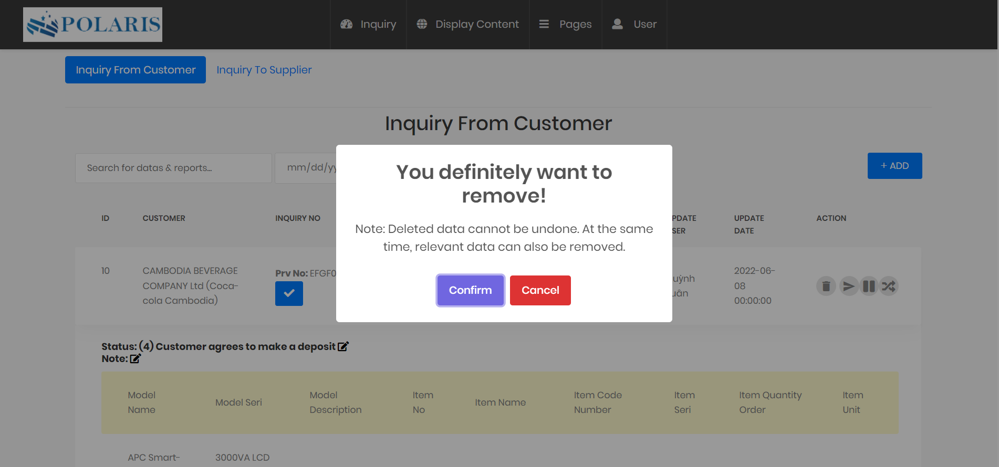 POLARIS
Inquiry
Display Content
Pages
User
Inquiry From Customer
Inquiry To Supplier
Inquiry From Customer
Search for datas & reports...
mm/dd/yy
+ ADD
You definitely want to
remove!
Note: Deleted data cannot be undone. At the same
time, relevant data can also be removed.
Confirm
Cancel
ID
CUSTOMER
INQUIRY NO
PDATE
SER
UPDATE
DATE
ACTION
10
CAMBODIA BEVERAGE
COMPANY Ltd (Coca-
cola Cambodia)
Prv No: EFGF0
uỳnh
uân
2022-06-
08
00:00:00
Status: (4) Customer agrees to make a deposit
Note:
Model
Name
Model Seri
Model
Description
Item
No
Item Name
Item Code
Number
Item
Seri
Item Quantity
Order
Item
Unit
APC Smart-
3000VA LCD